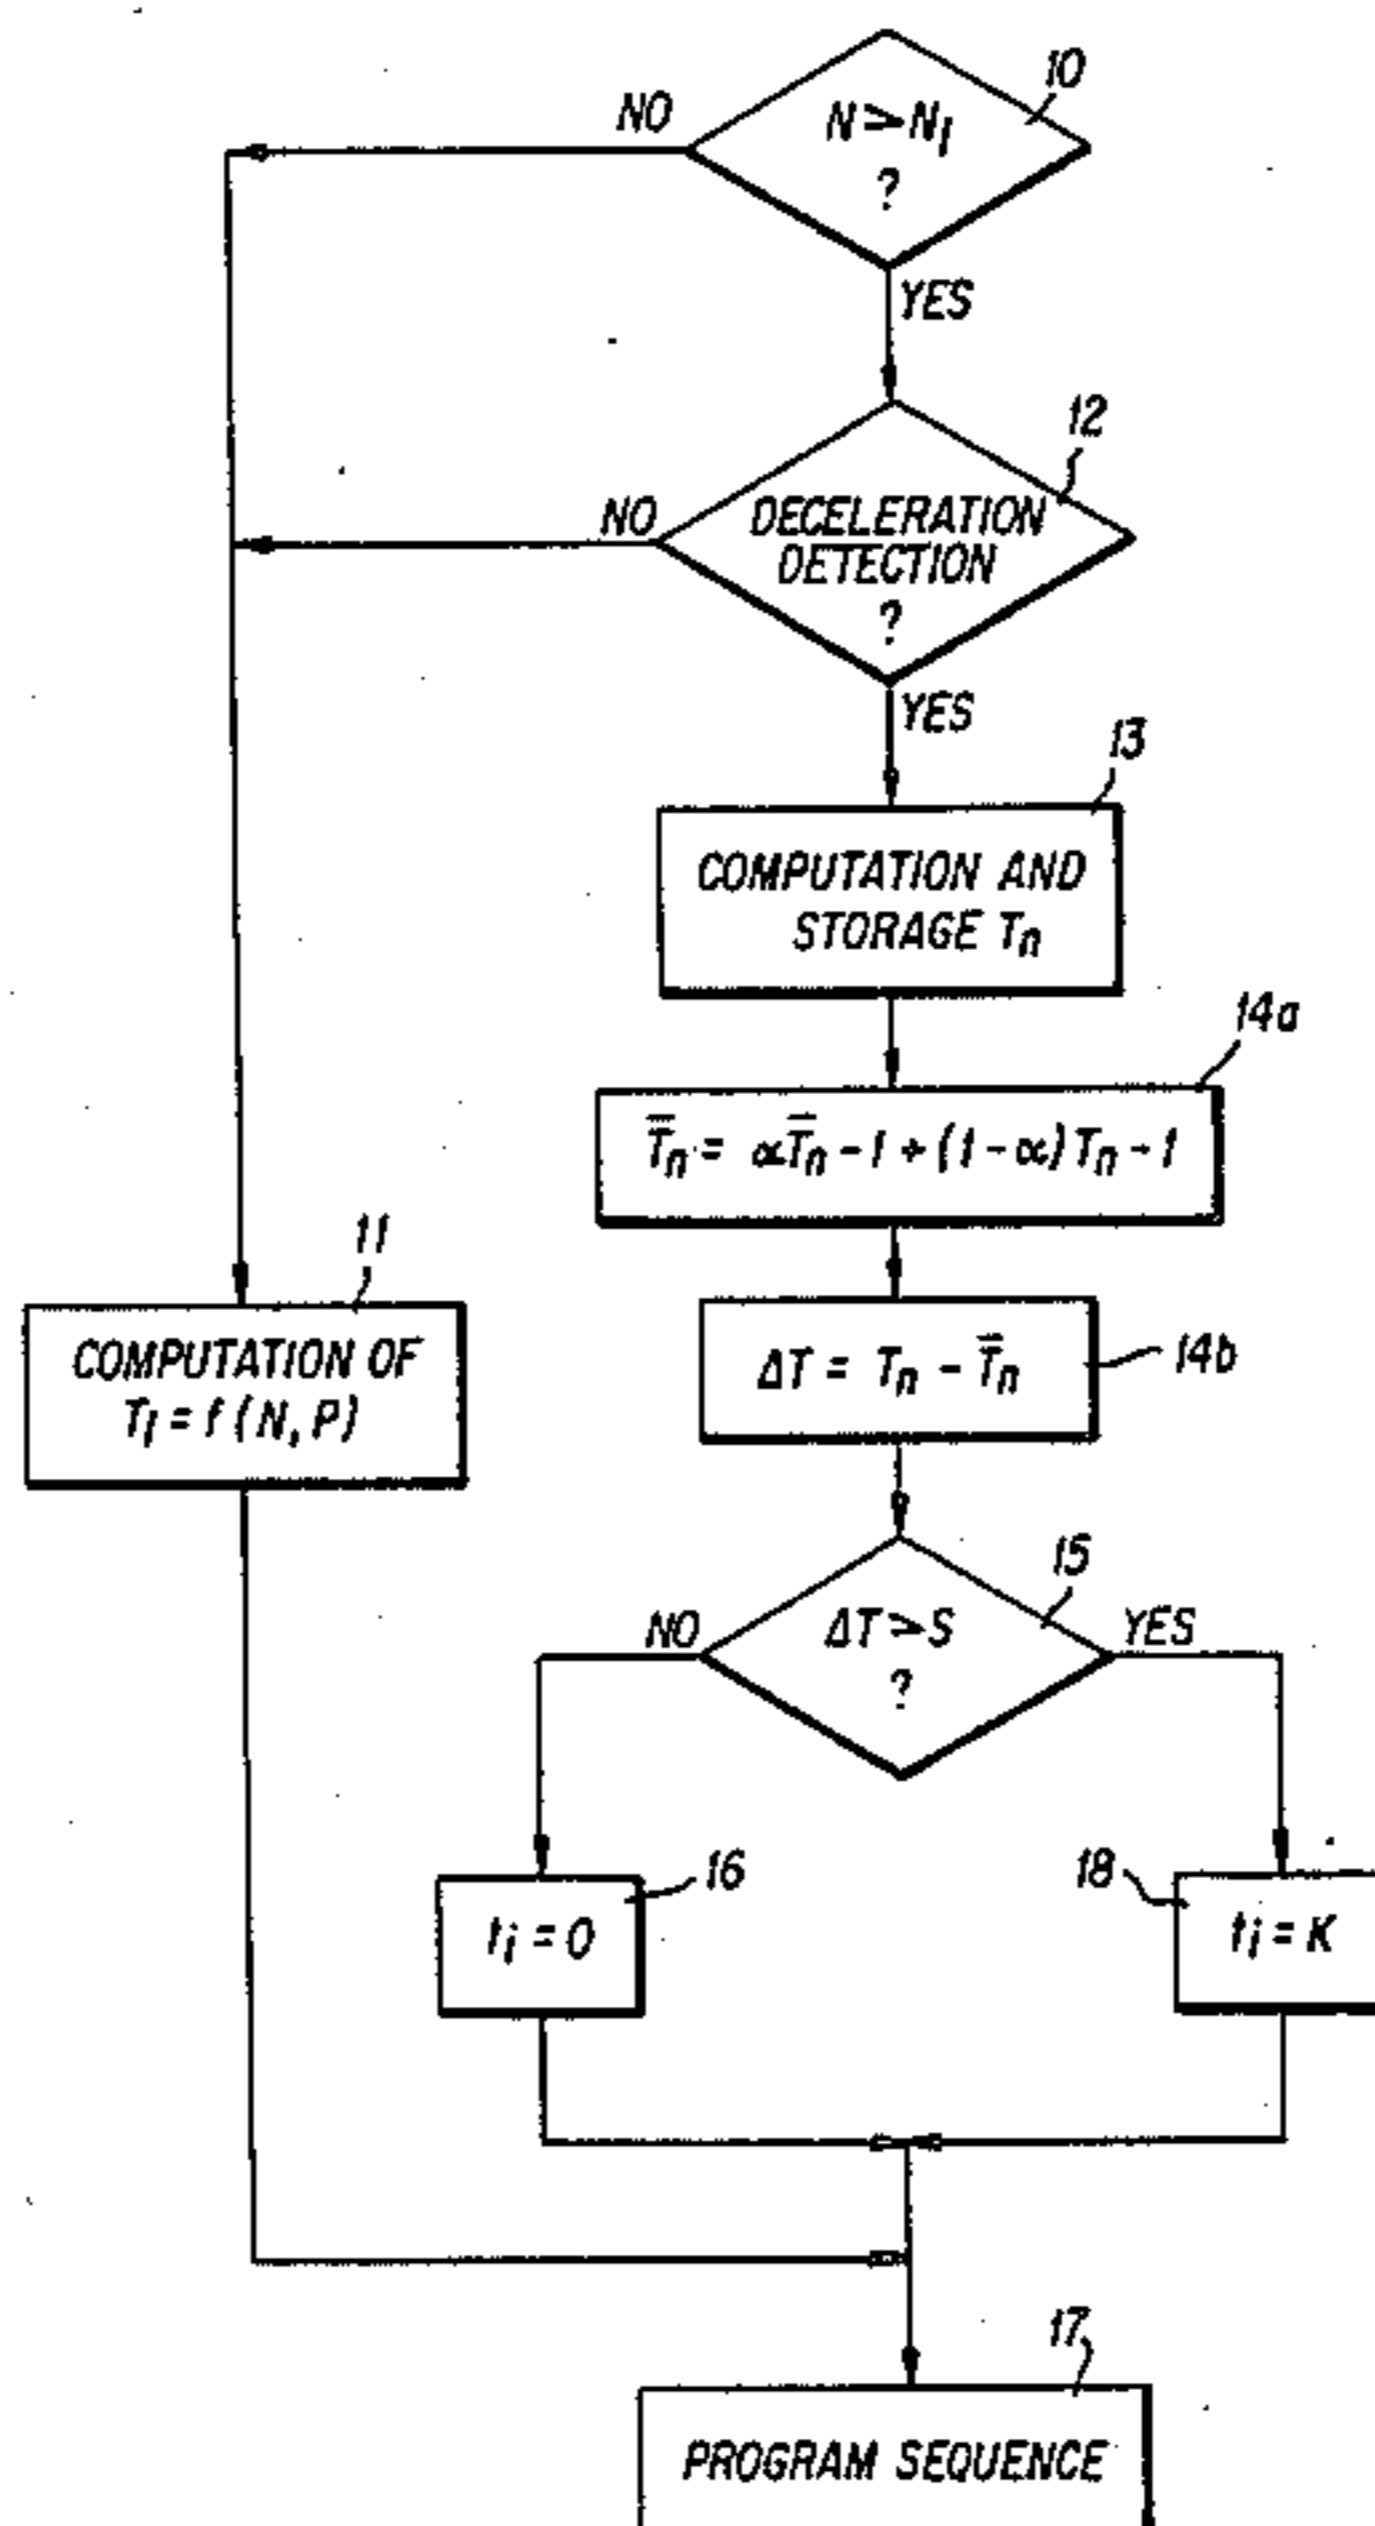 10
NO
N > N1
?
YES
12
NO
DECELERATION
DETECTION
?
YES
13
COMPUTATION AND
STORAGE Tn
14a
T̄n = αT̄n - 1 + (1 - α) Tn - 1
11
COMPUTATION OF
TI = f (N, P)
ΔT = Tn - T̄n
14b
15
NO
ΔT > S
?
YES
16
ti = 0
18
ti = K
17
PROGRAM SEQUENCE